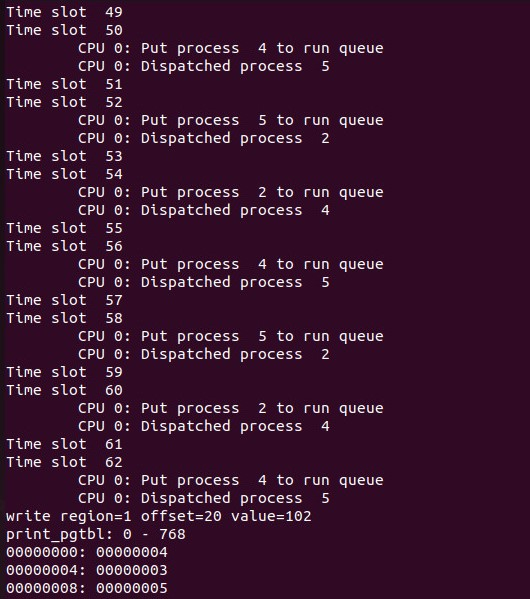 Time slot  49
Time slot  50
        CPU 0: Put process  4 to run queue
        CPU 0: Dispatched process  5
Time slot  51
Time slot  52
        CPU 0: Put process  5 to run queue
        CPU 0: Dispatched process  2
Time slot  53
Time slot  54
        CPU 0: Put process  2 to run queue
        CPU 0: Dispatched process  4
Time slot  55
Time slot  56
        CPU 0: Put process  4 to run queue
        CPU 0: Dispatched process  5
Time slot  57
Time slot  58
        CPU 0: Put process  5 to run queue
        CPU 0: Dispatched process  2
Time slot  59
Time slot  60
        CPU 0: Put process  2 to run queue
        CPU 0: Dispatched process  4
Time slot  61
Time slot  62
        CPU 0: Put process  4 to run queue
        CPU 0: Dispatched process  5
write region=1 offset=20 value=102
print_pgtbl: 0 - 768
00000000: 00000004
00000004: 00000003
00000008: 00000005